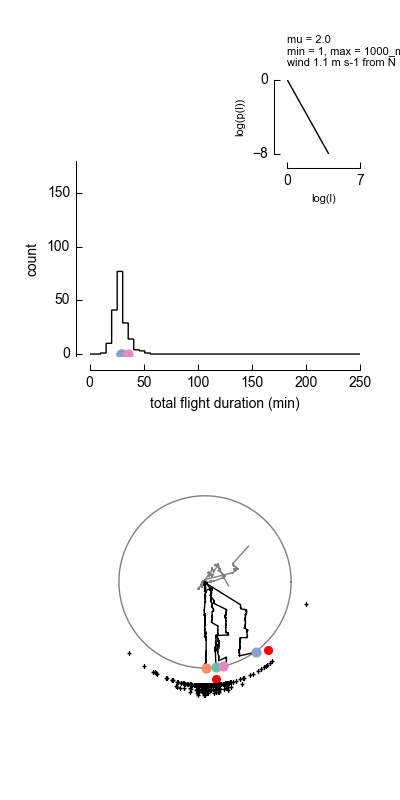 mu = 2.0
min = 1, max = 1000_m
wind 1.1 m s-1 from N
0
log(p(l))
−8
0 7
log(l)
150
100
count
50
0
0 50 100 150 200 250
total flight duration (min)